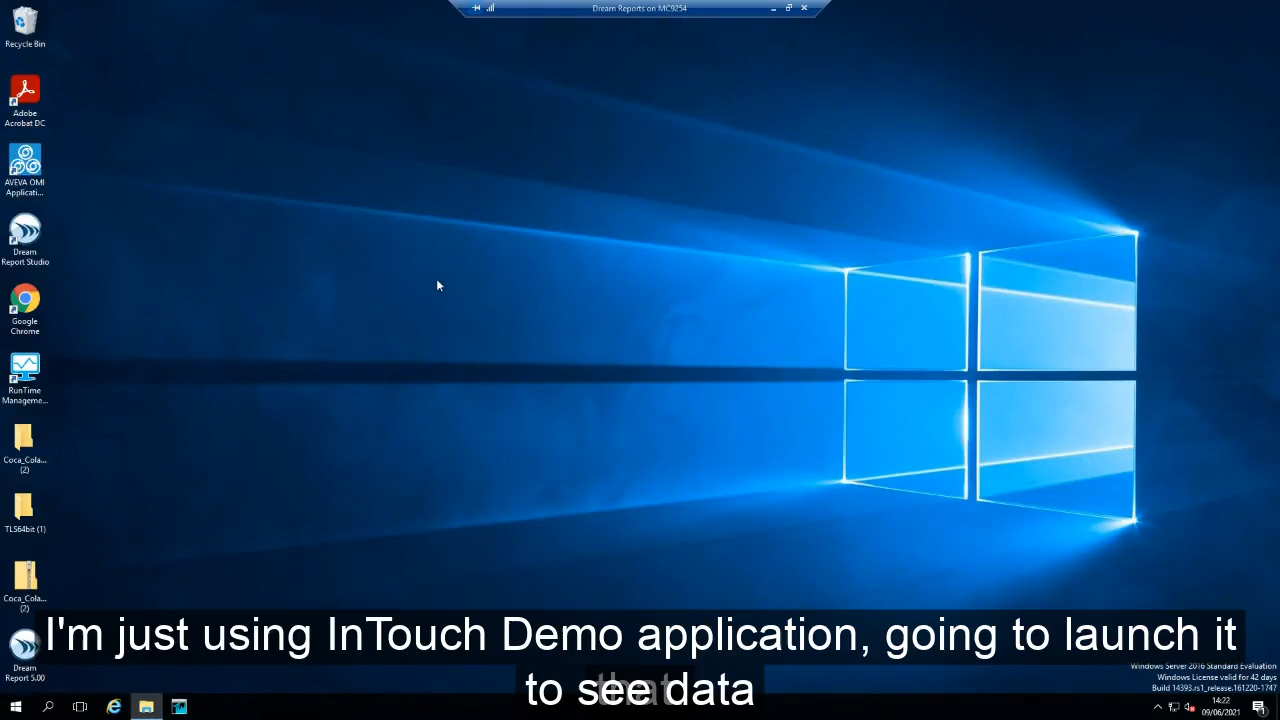 Dream Reports on MC9254
Recycle Bin
Adobe
Acrobat DC
AVEVA OMI
Applicati...
Dream
Report Studio
Google
Chrome
RunTime
Manageme...
Coca_Cola...
(2)
TLS64bit (1)
Coca_Cola...
(2)
Dream
Report 5.00
I'm just using InTouch Demo application, going to launch it
to see data
that
Windows Server 2016 Standard Evaluation
Windows License valid for 42 days
Build 14393.rs1_release.161220-1747
14:22
09/06/2021